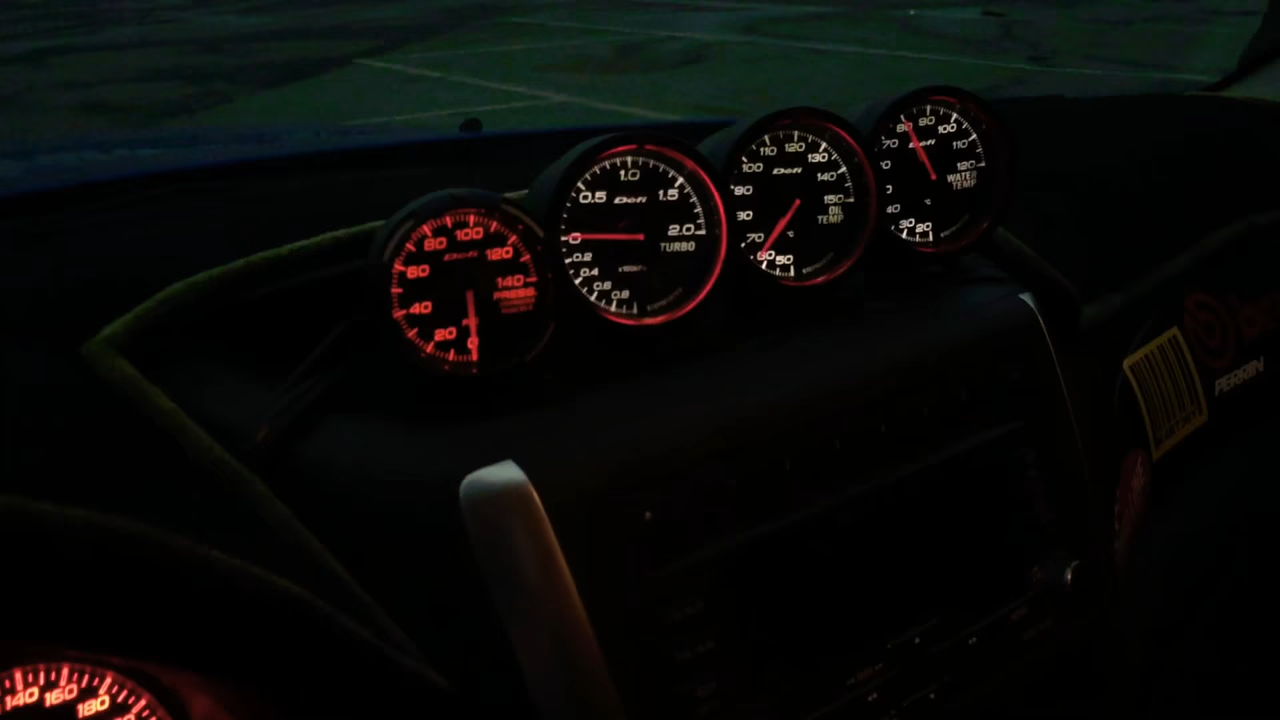 80 100 120
60
Defi
140
40
PRESS
20
0
1.0
0.5 Defi 1.5
0 2.0
TURBO
0.2
0.4 x100kPa
0.6
0.8
110 120 130
100 Defi 140
90
150
80 OIL
TEMP
70 °C
60 50
80 90 100
70 Defi 110
120
WATER
TEMP
°C
40
30 20
PERRIN
140 160 180